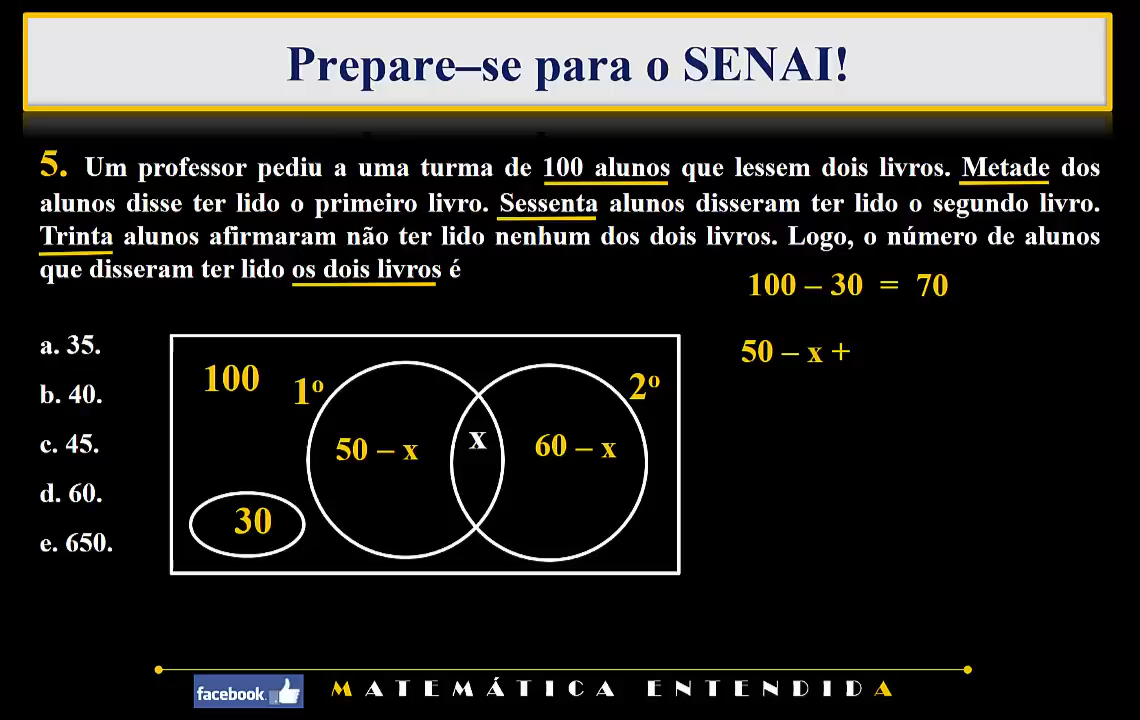 Prepare–se para o SENAI!
5. Um professor pediu a uma turma de 100 alunos que lessem dois livros. Metade dos
alunos disse ter lido o primeiro livro. Sessenta alunos disseram ter lido o segundo livro.
Trinta alunos afirmaram não ter lido nenhum dos dois livros. Logo, o número de alunos
que disseram ter lido os dois livros é
100 – 30 = 70
50 – x +
a. 35.
b. 40.
c. 45.
d. 60.
e. 650.
100
1º
2º
50 – x
x
60 – x
30
facebook.
MATEMÁTICA ENTENDIDA